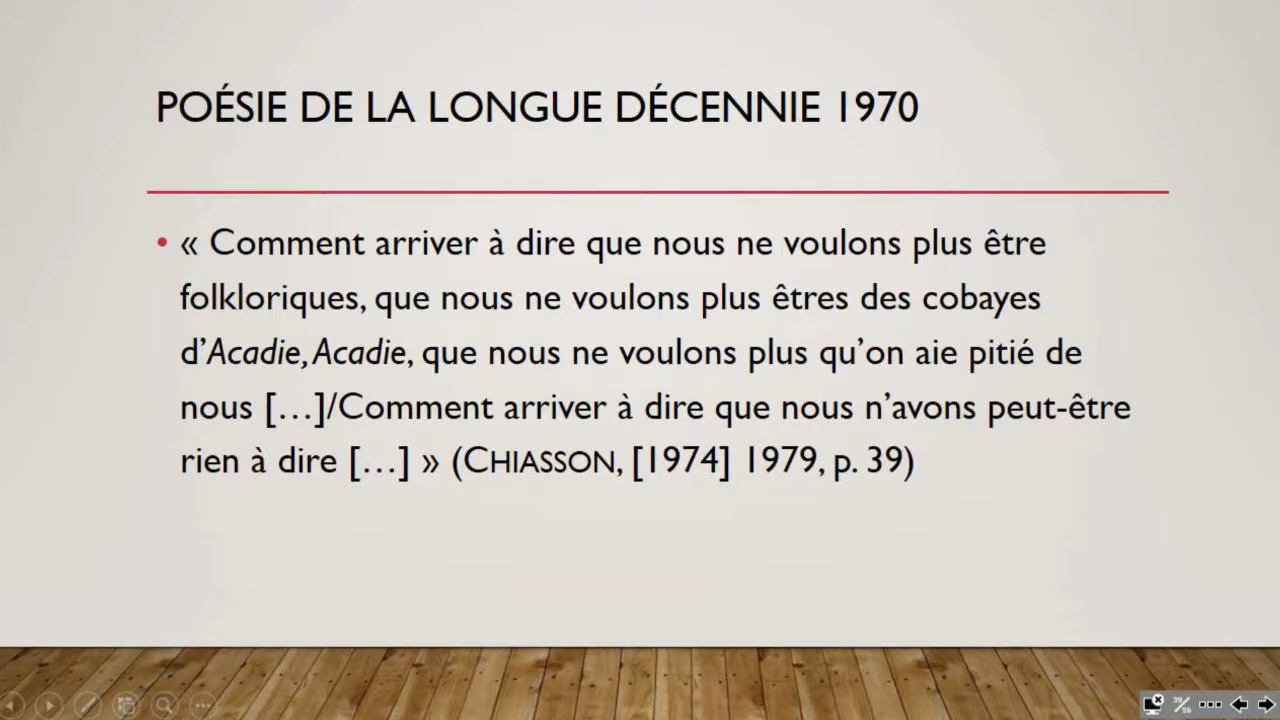 POÉSIE DE LA LONGUE DÉCENNIE 1970
• « Comment arriver à dire que nous ne voulons plus être
folkloriques, que nous ne voulons plus êtres des cobayes
d’Acadie, Acadie, que nous ne voulons plus qu’on aie pitié de
nous […]/Comment arriver à dire que nous n’avons peut-être
rien à dire […] » (CHIASSON, [1974] 1979, p. 39)
39/56